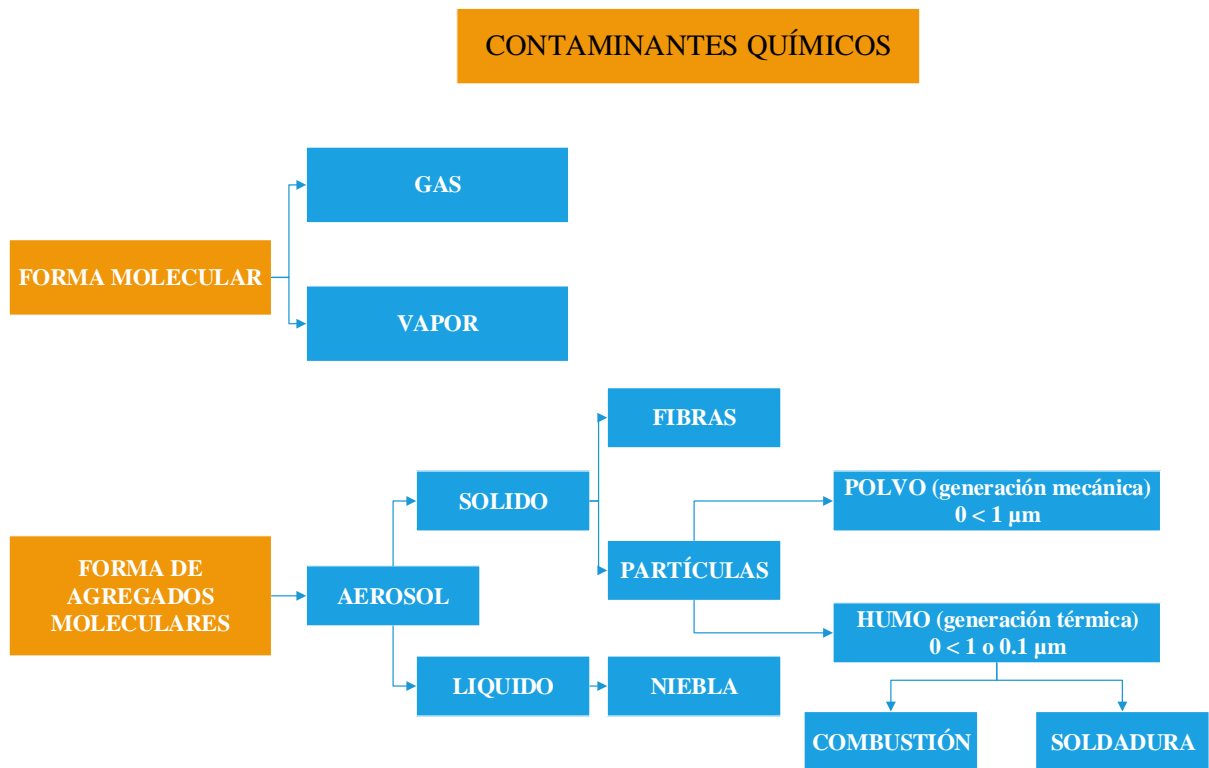 CONTAMINANTES QUÍMICOS
GAS
FORMA MOLECULAR
VAPOR
FIBRAS
SOLIDO
POLVO (generación mecánica)
0 < 1 µm
FORMA DE
AGREGADOS
MOLECULARES
AEROSOL
PARTÍCULAS
HUMO (generación térmica)
0 < 1 o 0.1 µm
LIQUIDO
NIEBLA
COMBUSTIÓN
SOLDADURA